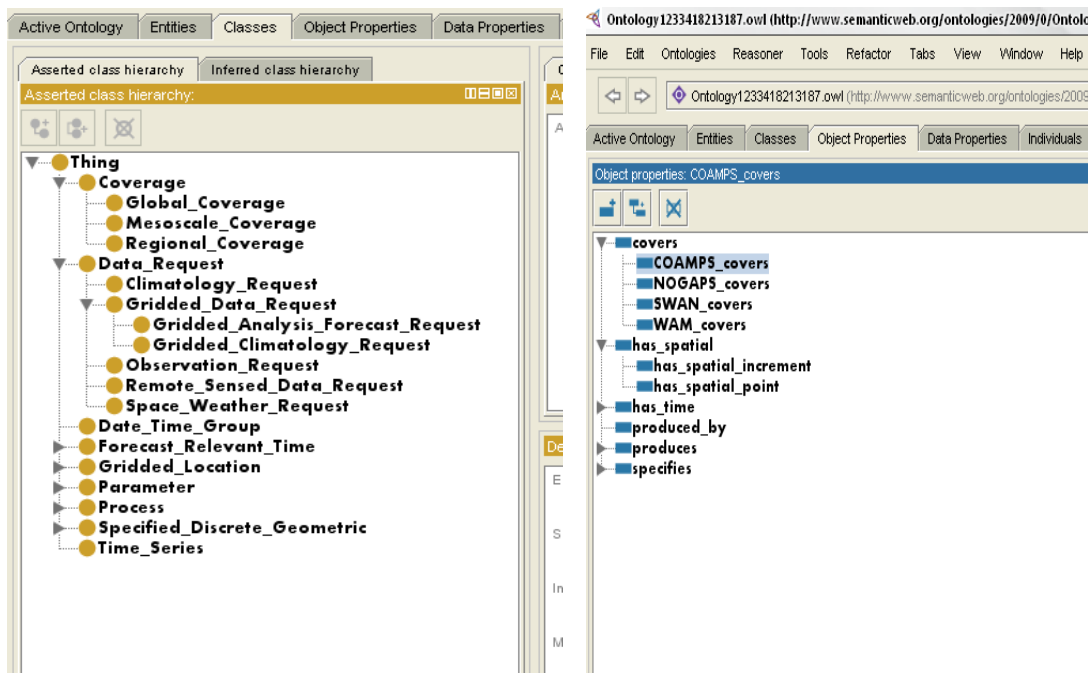 Active Ontology Entities Classes Object Properties Data Properties
Asserted class hierarchy Inferred class hierarchy
Asserted class hierarchy:
Thing
Coverage
Global_Coverage
Mesoscale_Coverage
Regional_Coverage
Data_Request
Climatology_Request
Gridded_Data_Request
Gridded_Analysis_Forecast_Request
Gridded_Climatology_Request
Observation_Request
Remote_Sensed_Data_Request
Space_Weather_Request
Date_Time_Group
Forecast_Relevant_Time
Gridded_Location
Parameter
Process
Specified_Discrete_Geometric
Time_Series
De
E
S
In
M
Ontology1233418213187.owl (http://www.semanticweb.org/ontologies/2009/0/Ontolo
File Edit Ontologies Reasoner Tools Refactor Tabs View Window Help
Ontology1233418213187.owl (http://www.semanticweb.org/ontologies/2009
Active Ontology Entities Classes Object Properties Data Properties Individuals
Object properties: COAMPS_covers
covers
COAMPS_covers
NOGAPS_covers
SWAN_covers
WAM_covers
has_spatial
has_spatial_increment
has_spatial_point
has_time
produced_by
produces
specifies